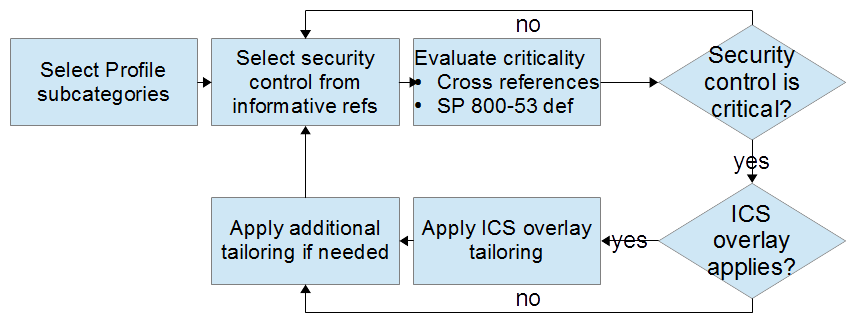 no
Select Profile
subcategories
Select security
control from
informative refs
Evaluate criticality
• Cross references
• SP 800-53 def
Security
control is
critical?
yes
Apply additional
tailoring if needed
Apply ICS overlay
tailoring
yes
ICS
overlay
applies?
no